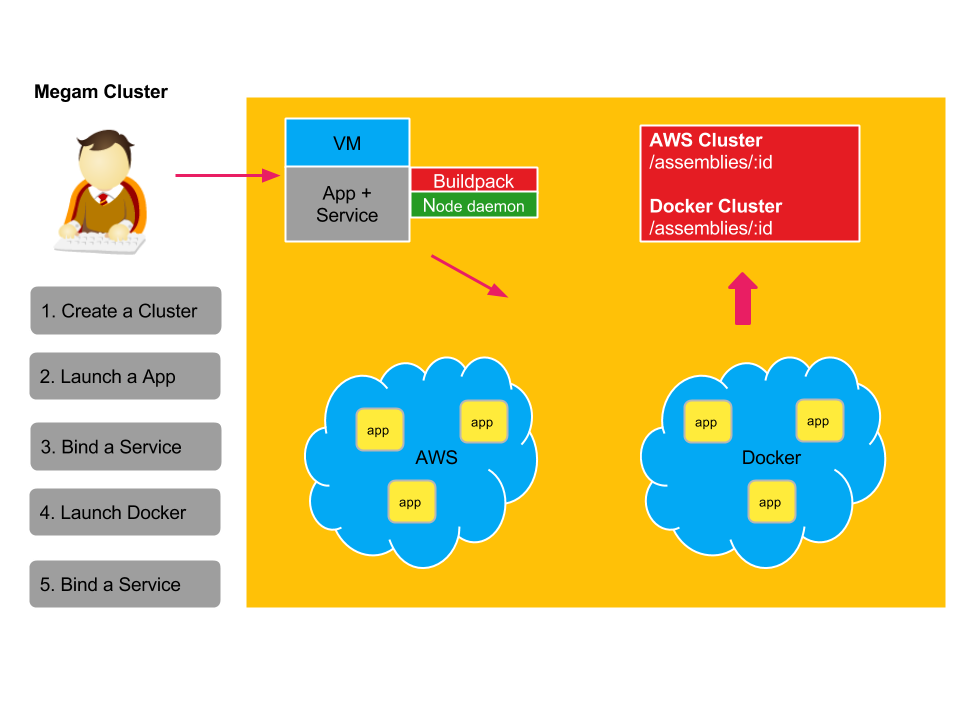 Megam Cluster
VM
App +
Service
Buildpack
Node daemon
AWS Cluster
/assemblies/:id
Docker Cluster
/assemblies/:id
1. Create a Cluster
2. Launch a App
3. Bind a Service
4. Launch Docker
5. Bind a Service
app
app
AWS
app
app
app
Docker
app